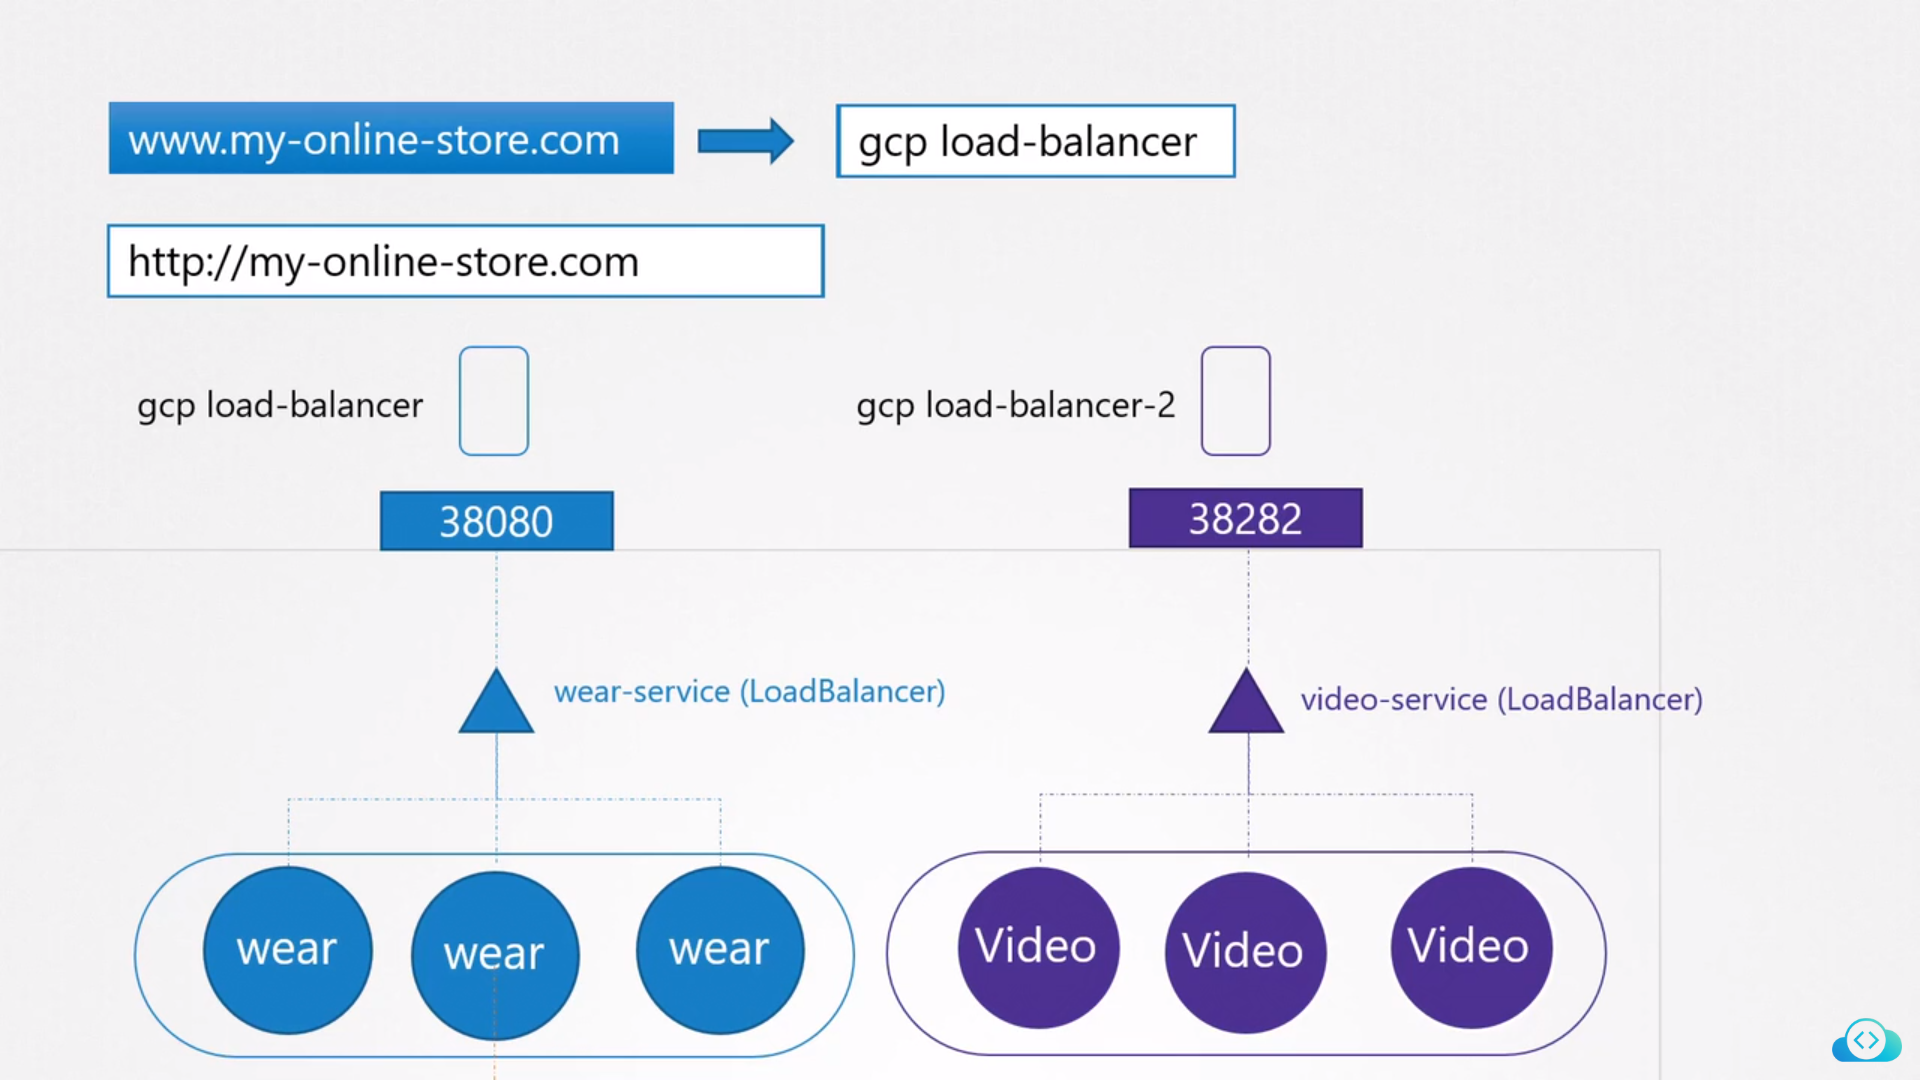 www.my-online-store.com
gcp load-balancer
http://my-online-store.com
gcp load-balancer
gcp load-balancer-2
38080
38282
wear-service (LoadBalancer)
video-service (LoadBalancer)
wear
wear
wear
Video
Video
Video